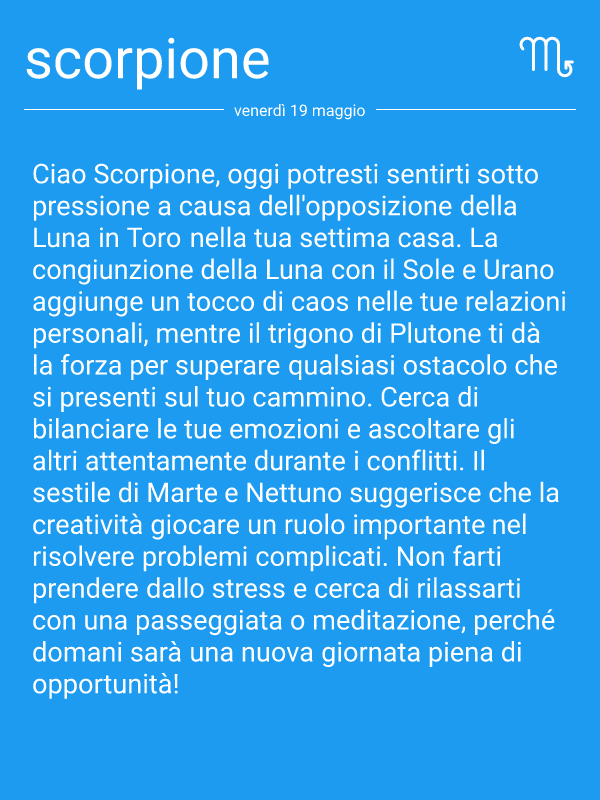 scorpione
venerdì 19 maggio
Ciao Scorpione, oggi potresti sentirti sotto
pressione a causa dell'opposizione della
Luna in Toro nella tua settima casa. La
congiunzione della Luna con il Sole e Urano
aggiunge un tocco di caos nelle tue relazioni
personali, mentre il trigono di Plutone ti dà
la forza per superare qualsiasi ostacolo che
si presenti sul tuo cammino. Cerca di
bilanciare le tue emozioni e ascoltare gli
altri attentamente durante i conflitti. Il
sestile di Marte e Nettuno suggerisce che la
creatività giocare un ruolo importante nel
risolvere problemi complicati. Non farti
prendere dallo stress e cerca di rilassarti
con una passeggiata o meditazione, perché
domani sarà una nuova giornata piena di
opportunità!